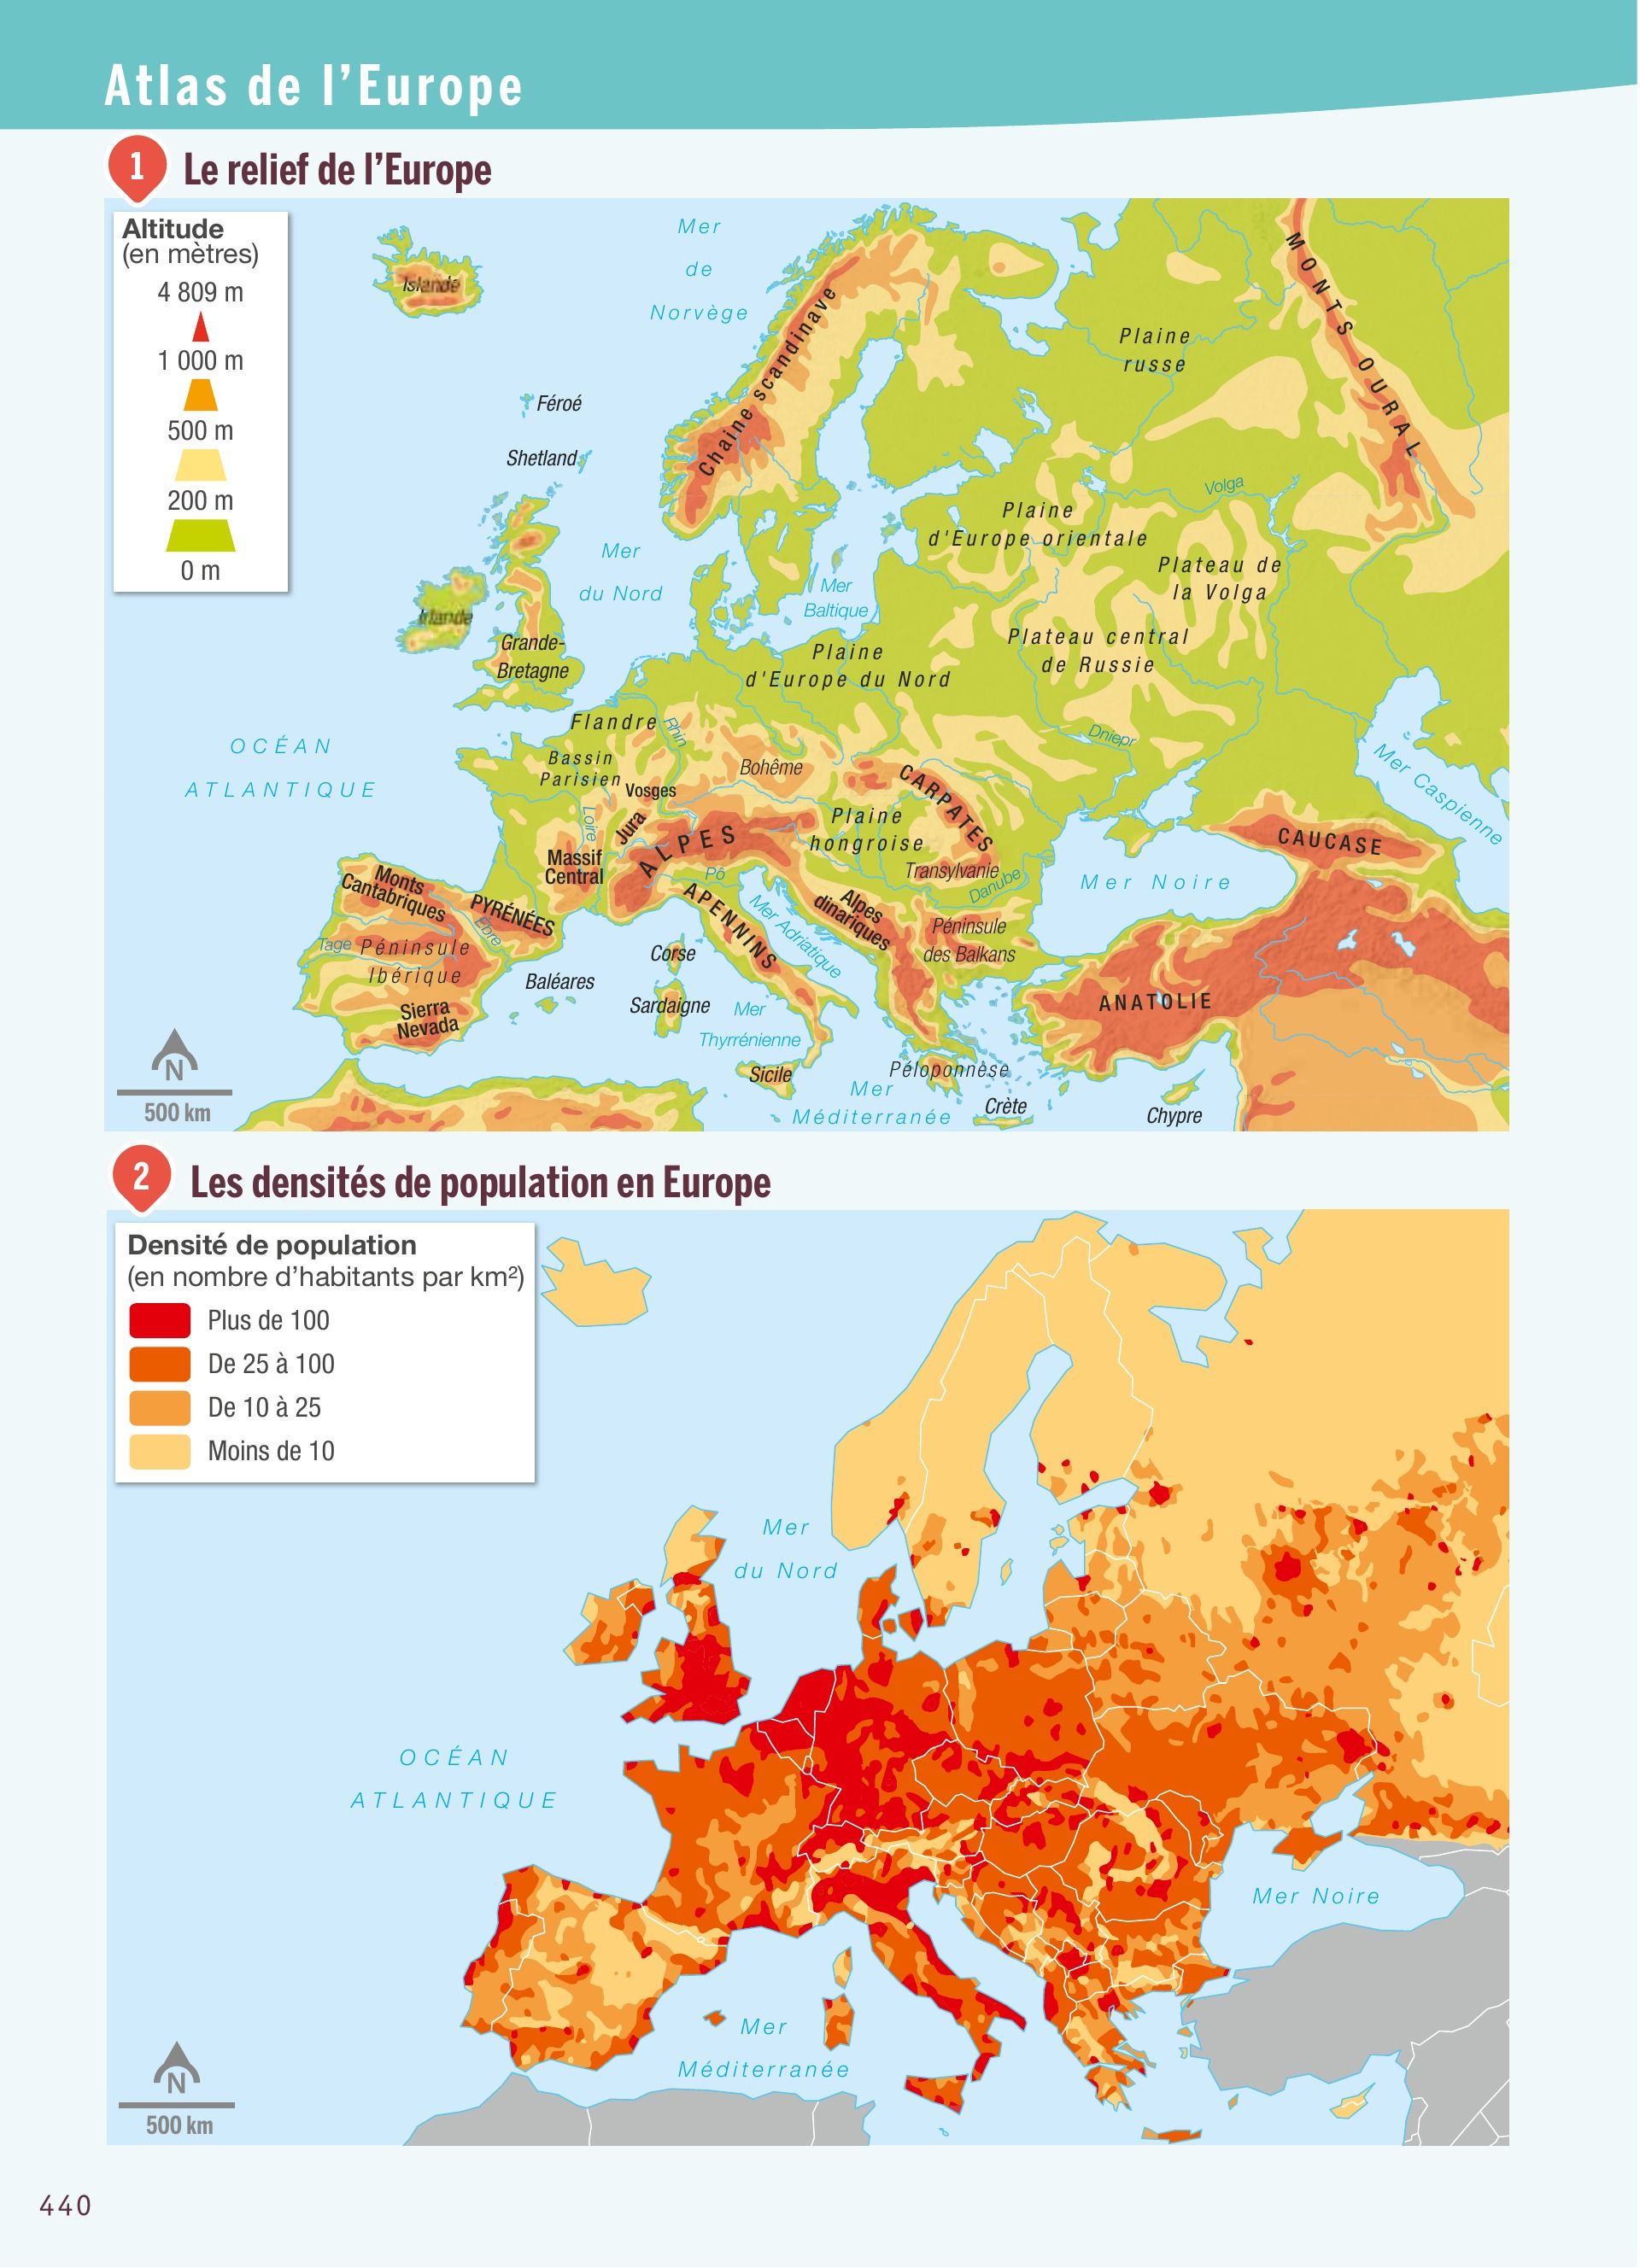 Atlas de l'Europe
1 Le relief de l'Europe
Altitude
(en mètres)
4 809 m
1 000 m
500 m
200 m
0 m
Islande
Mer
de
Norvège
Chaine scandinave
MONTS OURAL
Plaine
russe
Féroé
Shetland
Mer
du Nord
Irlande
Grande-
Bretagne
Mer
Baltique
Plaine
d'Europe orientale
Volga
Plateau de
la Volga
Plateau central
de Russie
Plaine
d'Europe du Nord
Flandre
Rhin
Dniepr
OCÉAN
ATLANTIQUE
Bassin
Parisien
Vosges
Bohême
CARPATES
Mer Caspienne
Loire
Jura
ALPES
Plaine
hongroise
CAUCASE
Massif
Central
Transylvanie
Danube
Mer Noire
Pô
Monts
Cantabriques
PYRÉNÉES
Èbre
APENNINS
Mer Adriatique
Alpes
dinariques
Péninsule
des Balkans
Tage
Péninsule
Ibérique
Corse
Baléares
Sardaigne
Mer
Thyrrénienne
ANATOLIE
Sierra
Nevada
Sicile
Péloponnèse
Mer
Méditerranée
Crète
Chypre
N
500 km
2 Les densités de population en Europe
Densité de population
(en nombre d'habitants par km²)
Plus de 100
De 25 à 100
De 10 à 25
Moins de 10
Mer
du Nord
OCÉAN
ATLANTIQUE
Mer Noire
Mer
Méditerranée
N
500 km
440